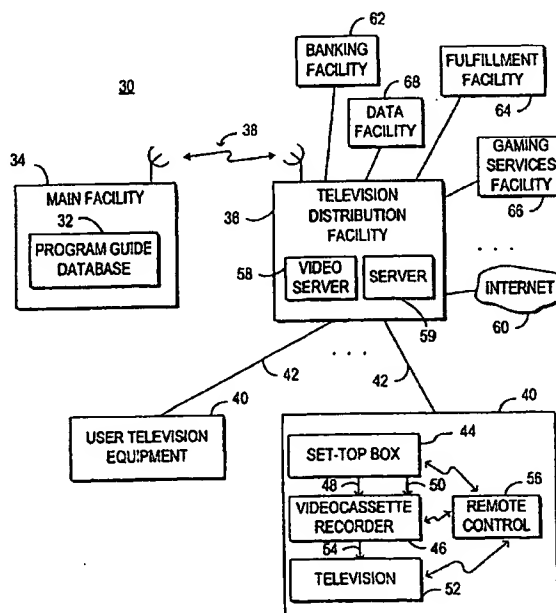 62
BANKING
FACILITY
30
68
DATA
FACILITY
FULFILLMENT
FACILITY
64
38
34
MAIN FACILITY
32
PROGRAM GUIDE
DATABASE
36
TELEVISION
DISTRIBUTION
FACILITY
58
VIDEO
SERVER
SERVER
59
GAMING
SERVICES
FACILITY
66
. . .
INTERNET
60
. . .
42
42
40
USER TELEVISION
EQUIPMENT
40
SET-TOP BOX
44
48
50
56
VIDEOCASSETTE
RECORDER
REMOTE
CONTROL
54
46
TELEVISION
52